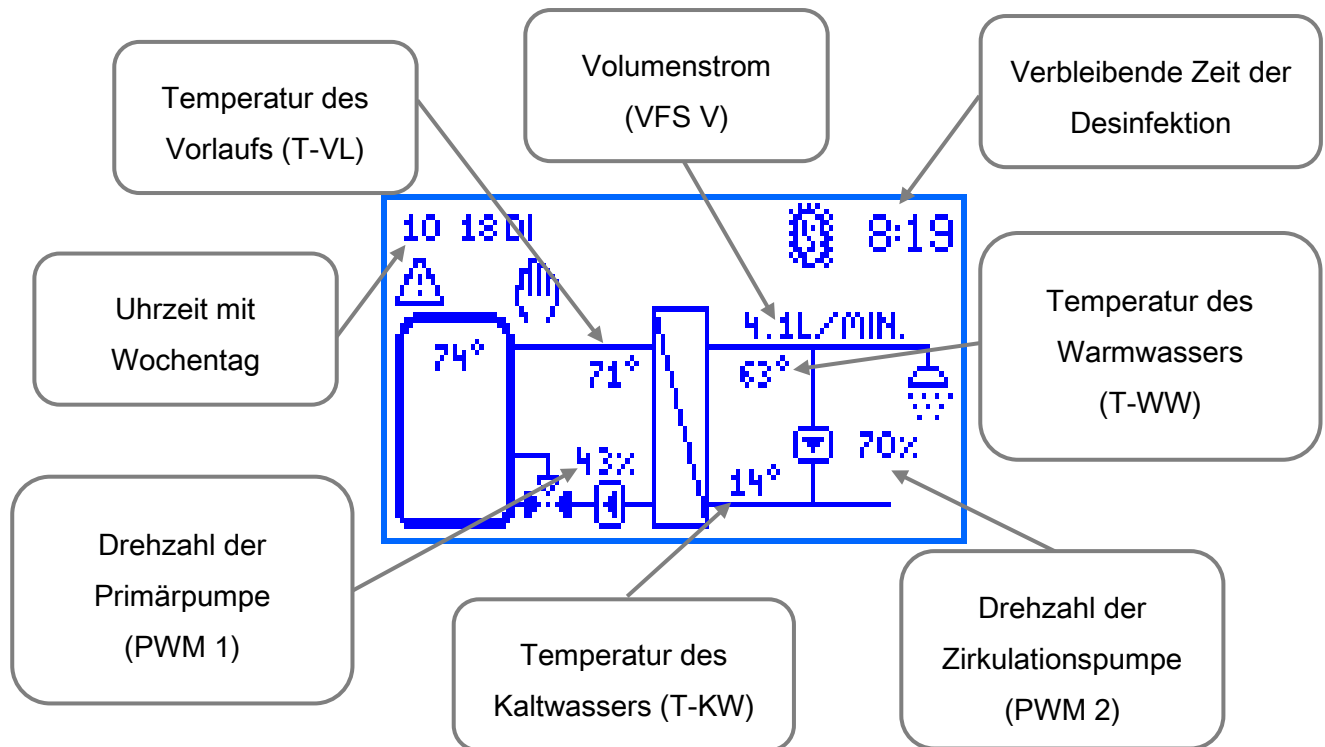 Volumenstrom
(VFS V)
Verbleibende Zeit der
Desinfektion
Temperatur des
Vorlaufs (T-VL)
10 18 DI
8:19
Uhrzeit mit
Wochentag
4.1L/MIN.
Temperatur des
Warmwassers
(T-WW)
74°
71°
63°
43%
70%
14°
Drehzahl der
Primärpumpe
(PWM 1)
Temperatur des
Kaltwassers (T-KW)
Drehzahl der
Zirkulationspumpe
(PWM 2)